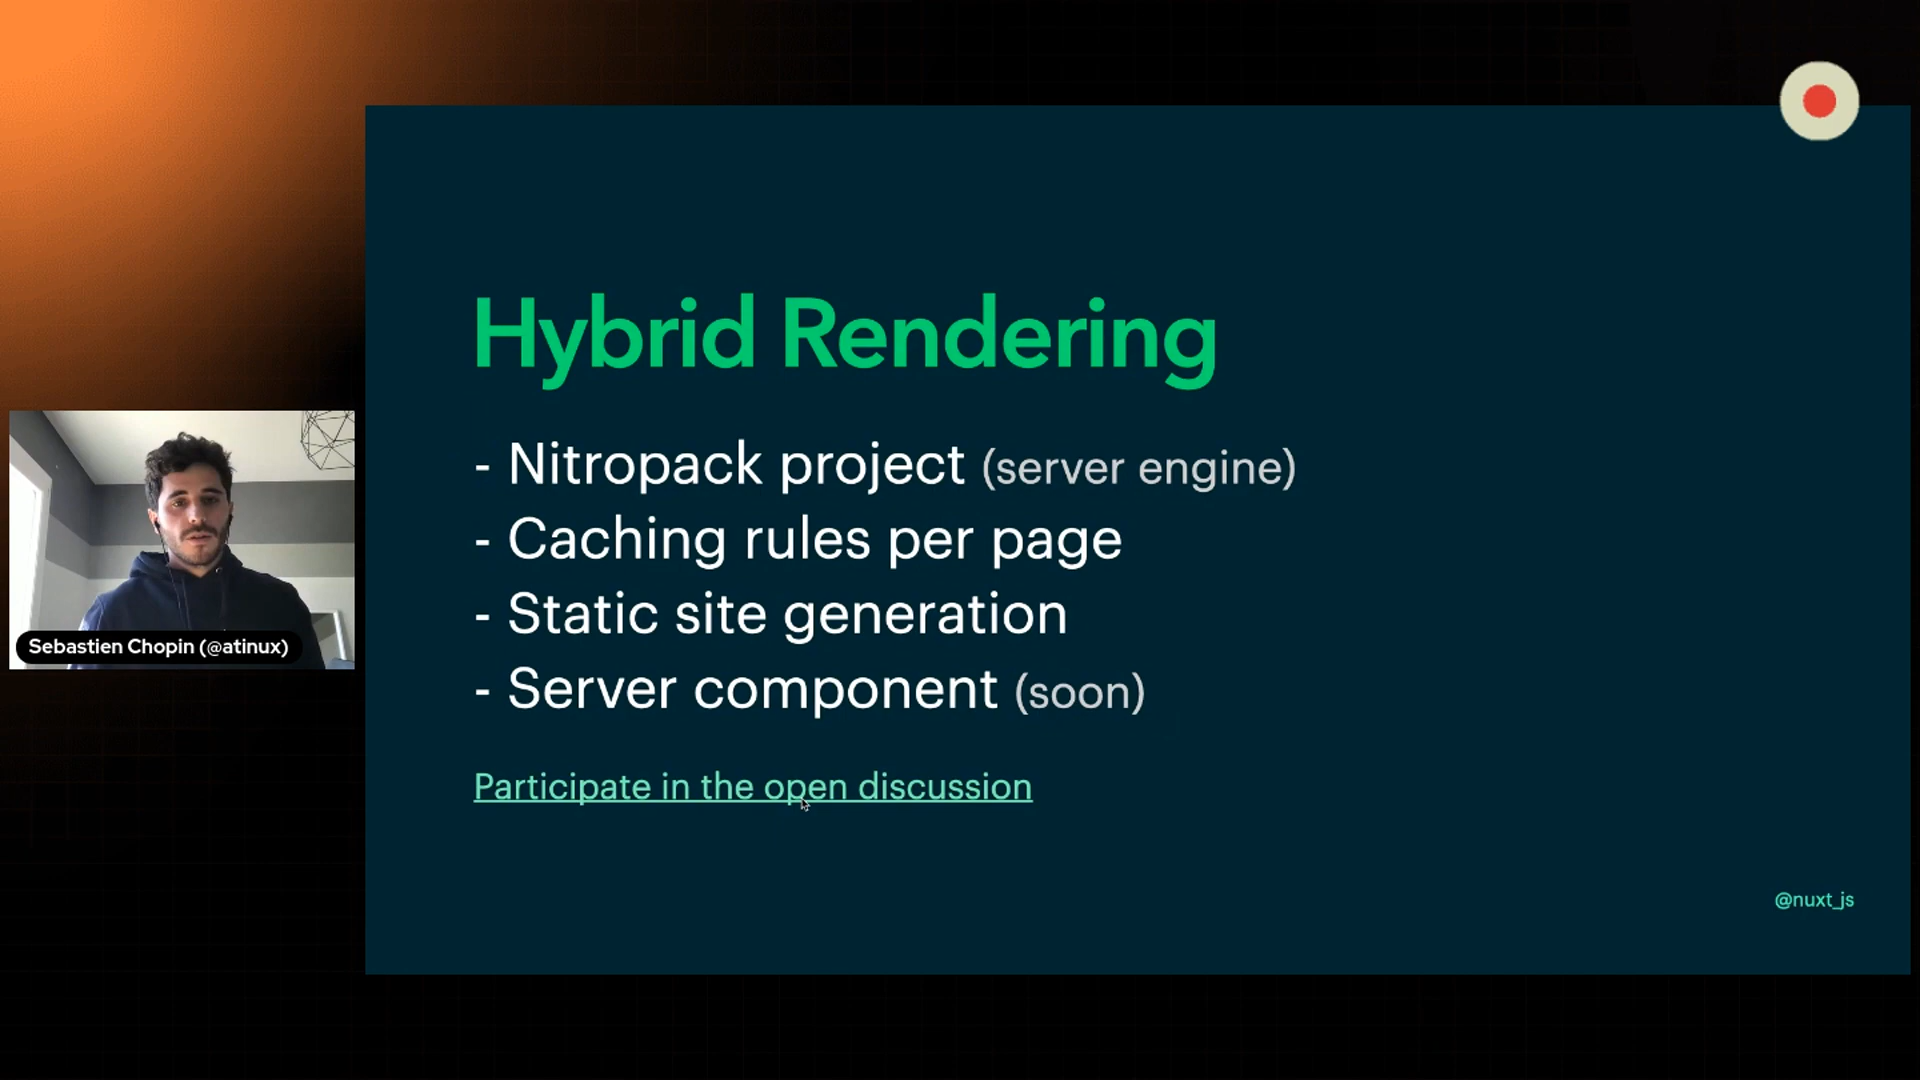 Hybrid Rendering
- Nitropack project (server engine)
- Caching rules per page
- Static site generation
- Server component (soon)
Participate in the open discussion
@nuxt_js
Sebastien Chopin (@atinux)